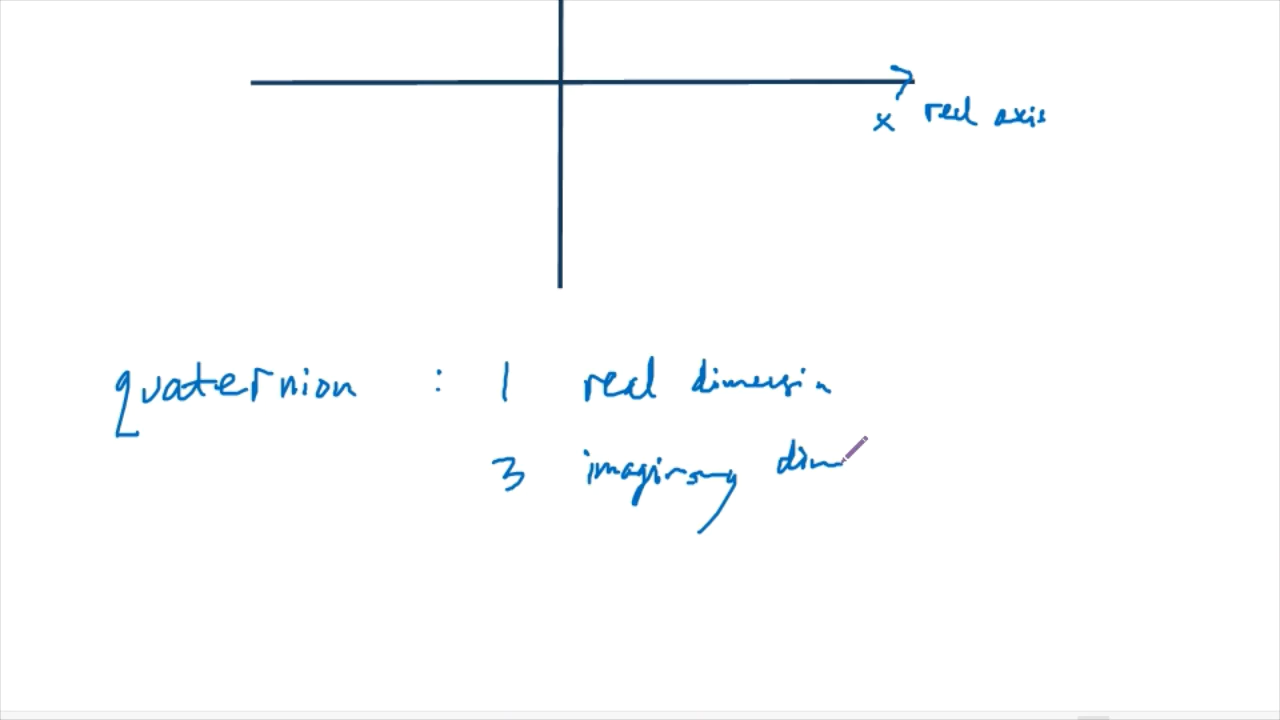 x real axis
quaternion : 1 real dimension
3 imaginary dim